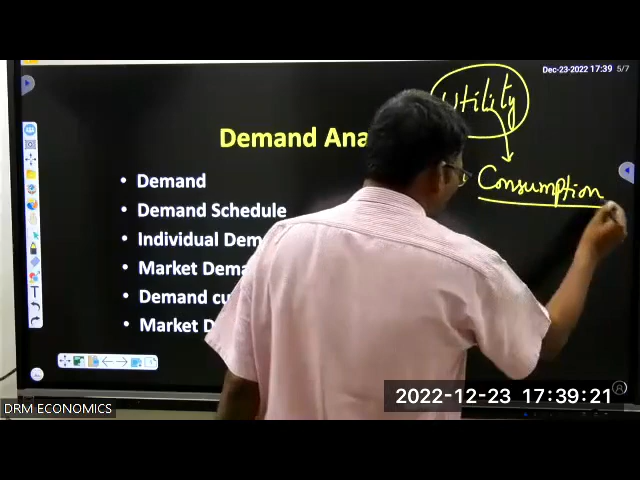 Dec-23-2022 17:39 5/7
Utility
Demand Ana
Consumption
• Demand
• Demand Schedule
• Individual Dem
• Market Dema
• Demand cu
• Market D
2022-12-23 17:39:21
DRM ECONOMICS